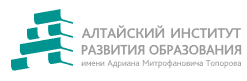 АЛТАЙСКИЙ ИНСТИТУТ
РАЗВИТИЯ ОБРАЗОВАНИЯ
имени Адриана Митрофановича Топорова